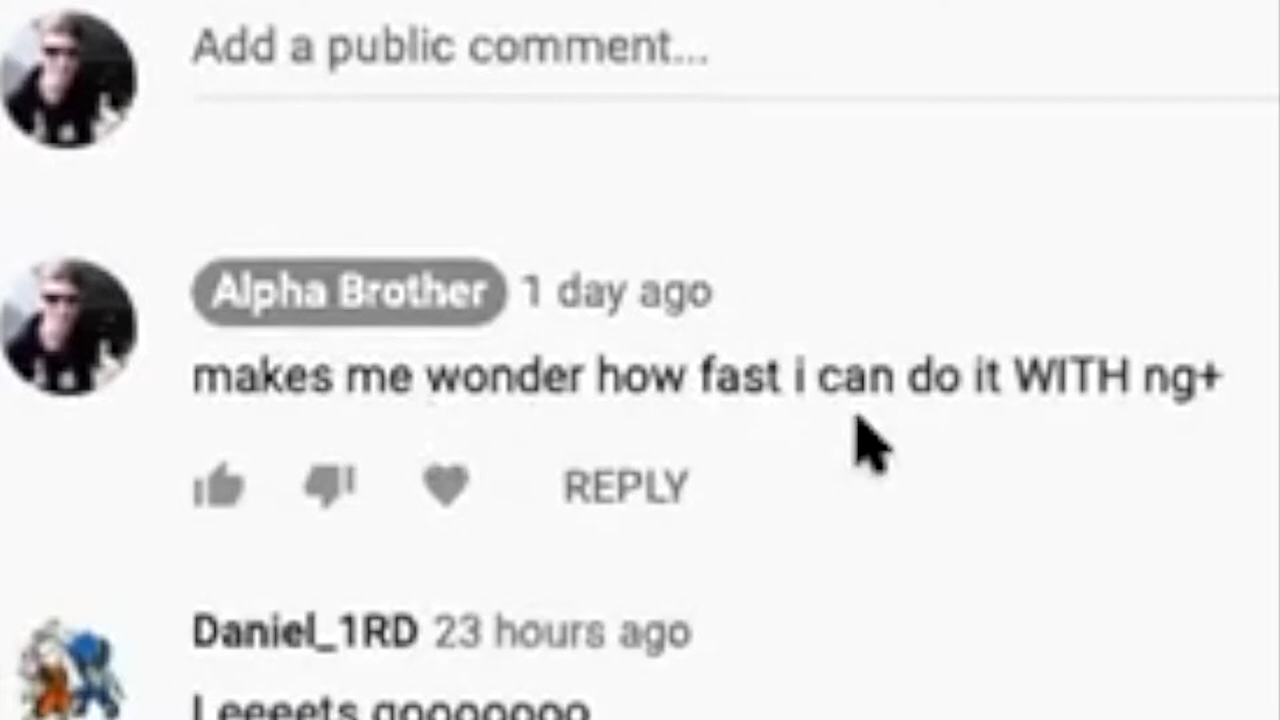 Add a public comment...
Alpha Brother 1 day ago
makes me wonder how fast i can do it WITH ng+
REPLY
Daniel_1RD 23 hours ago
Leeeets gooooooo